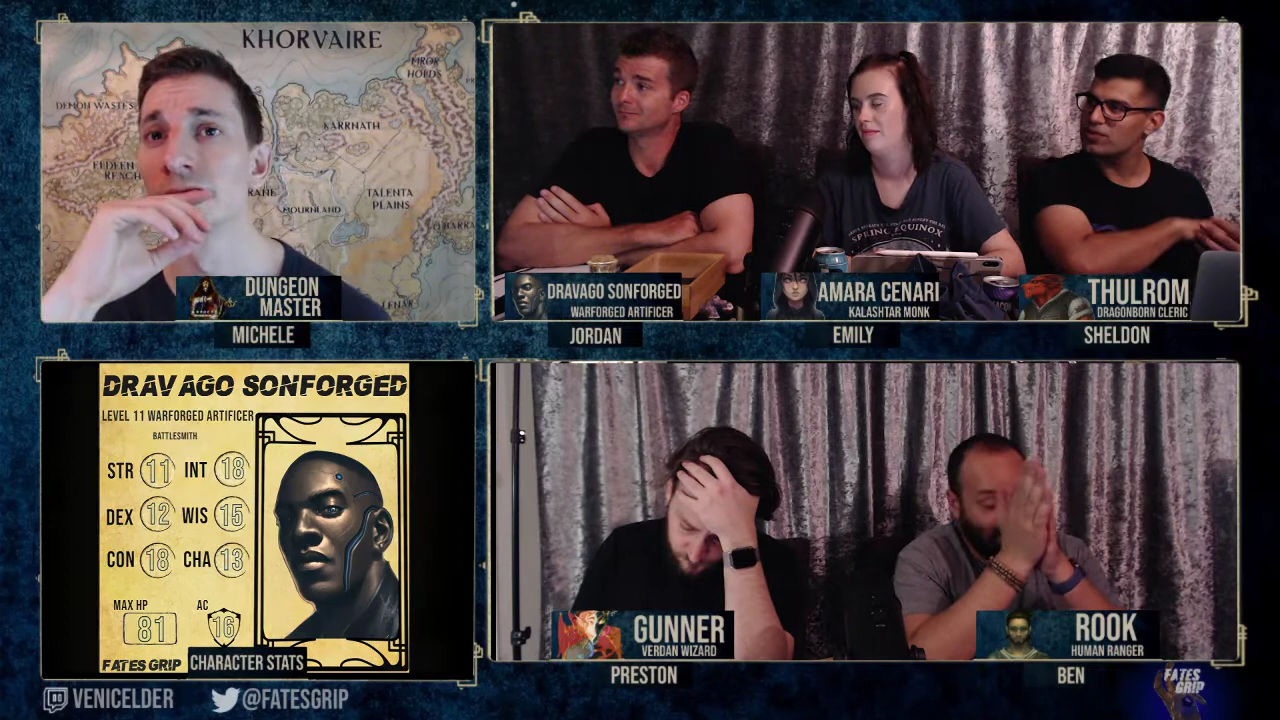 KHORVAIRE
DEMON WASTES
KARRNATH
MOURNLAND
TALENTA
PLAINS
DUNGEON
MASTER
MICHELE
SPRING EQUINOX
DRAVAGO SONFORGED
WARFORGED ARTIFICER
JORDAN
AMARA CENARI
KALASHTAR MONK
EMILY
THULROM
DRAGONBORN CLERIC
SHELDON
DRAVAGO SONFORGED
LEVEL 11 WARFORGED ARTIFICER
BATTLESMITH
STR 11 INT 18
DEX 12 WIS 15
CON 18 CHA 13
MAX HP AC
81 16
FATES GRIP
CHARACTER STATS
GUNNER
VERDAN WIZARD
PRESTON
ROOK
HUMAN RANGER
BEN
VENICELDER
@FATESGRIP
FATES
GRIP